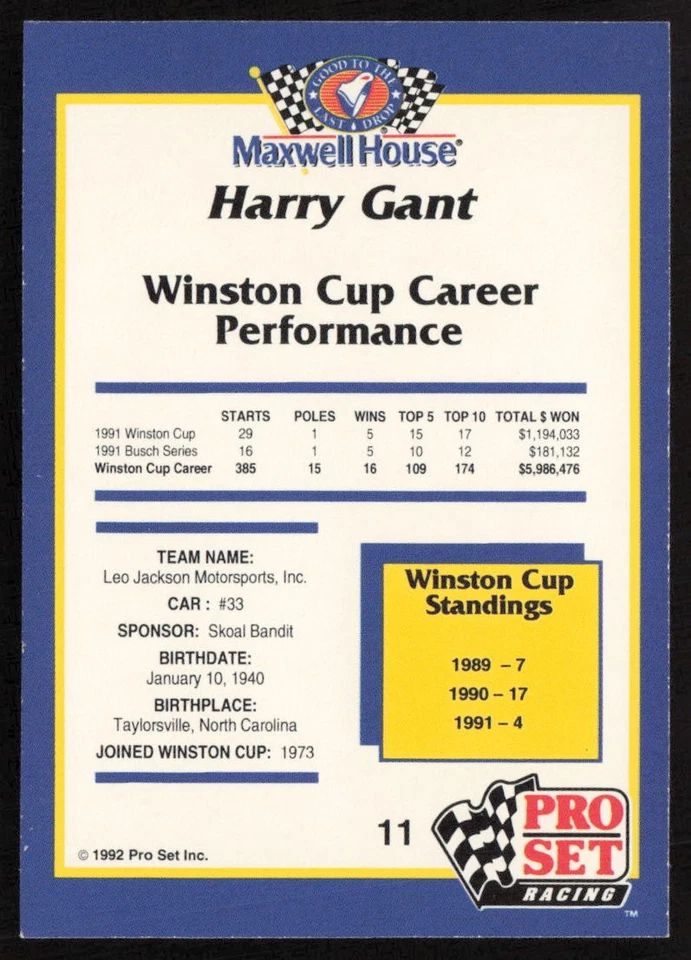 GOOD TO THE
LAST DROP
Maxwell House®
Harry Gant
Winston Cup Career
Performance
STARTS POLES WINS TOP 5 TOP 10 TOTAL $ WON
1991 Winston Cup 29 1 5 15 17 $1,194,033
1991 Busch Series 16 1 5 10 12 $181,132
Winston Cup Career 385 15 16 109 174 $5,986,476
TEAM NAME:
Leo Jackson Motorsports, Inc.
CAR : #33
SPONSOR: Skoal Bandit
BIRTHDATE:
January 10, 1940
BIRTHPLACE:
Taylorsville, North Carolina
JOINED WINSTON CUP: 1973
Winston Cup
Standings
1989 – 7
1990 – 17
1991 – 4
11
© 1992 Pro Set Inc.
PRO
SET
RACING
™